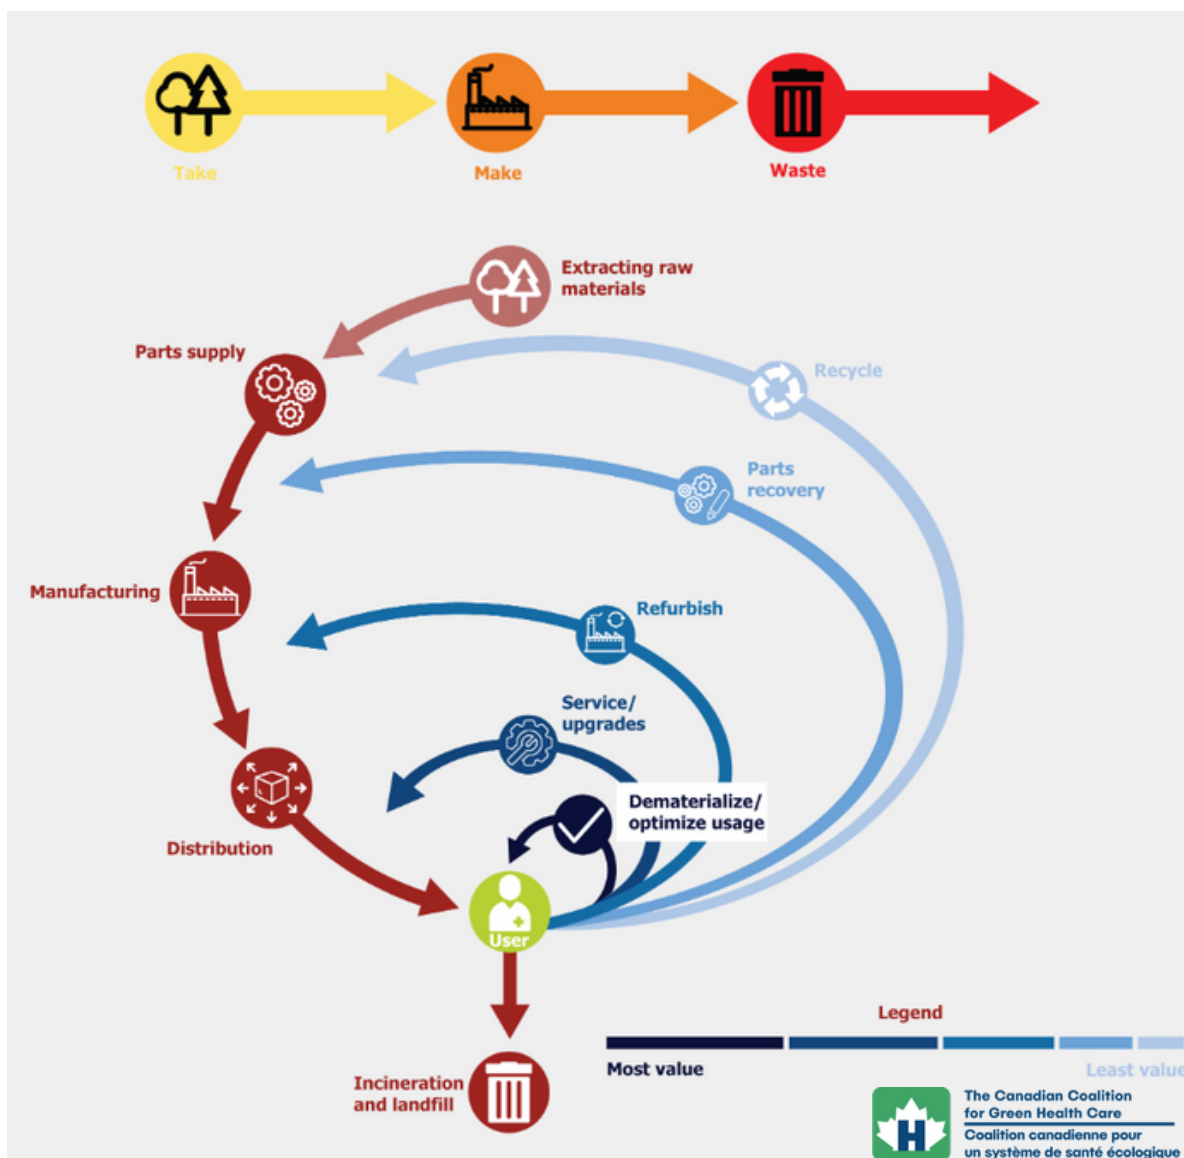 Take
Make
Waste
Extracting raw
materials
Parts supply
Recycle
Parts
recovery
Manufacturing
Refurbish
Service/
upgrades
Dematerialize/
optimize usage
Distribution
User
Legend
Most value
Least value
Incineration
and landfill
H
The Canadian Coalition
for Green Health Care
Coalition canadienne pour
un système de santé écologique